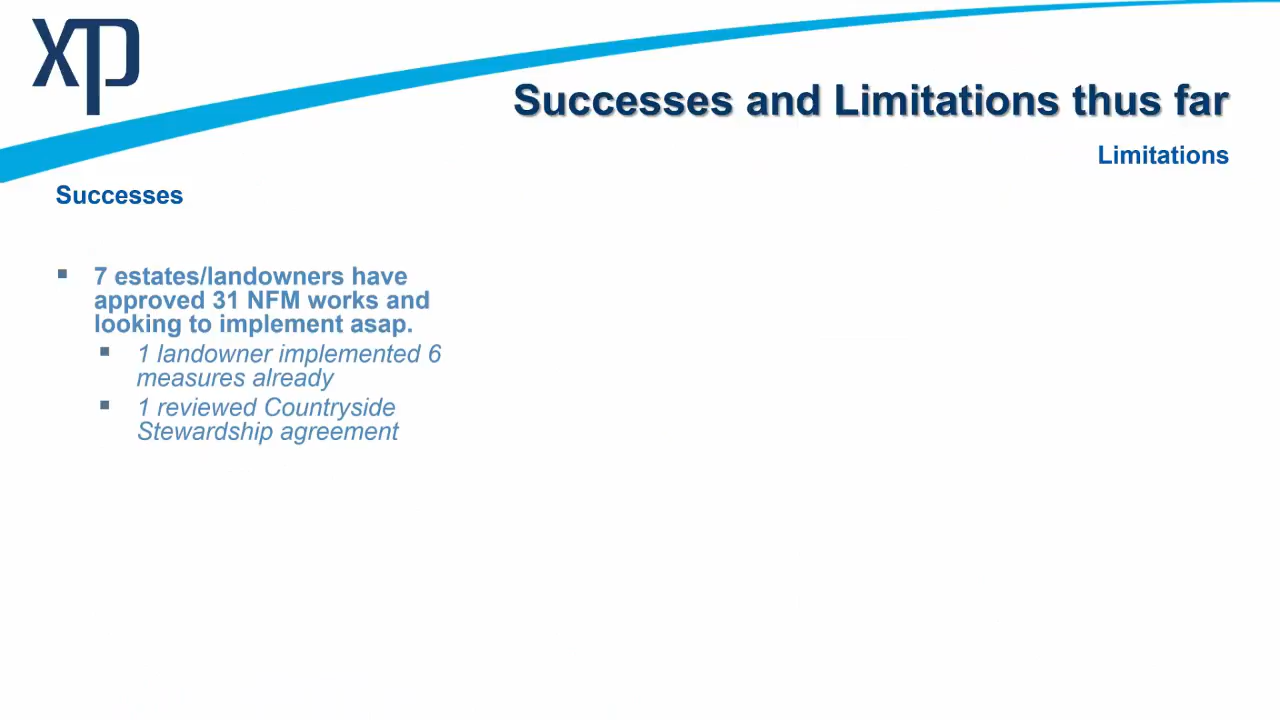 xp
Successes and Limitations thus far
Limitations
Successes
7 estates/landowners have
approved 31 NFM works and
looking to implement asap.
1 landowner implemented 6
measures already
1 reviewed Countryside
Stewardship agreement